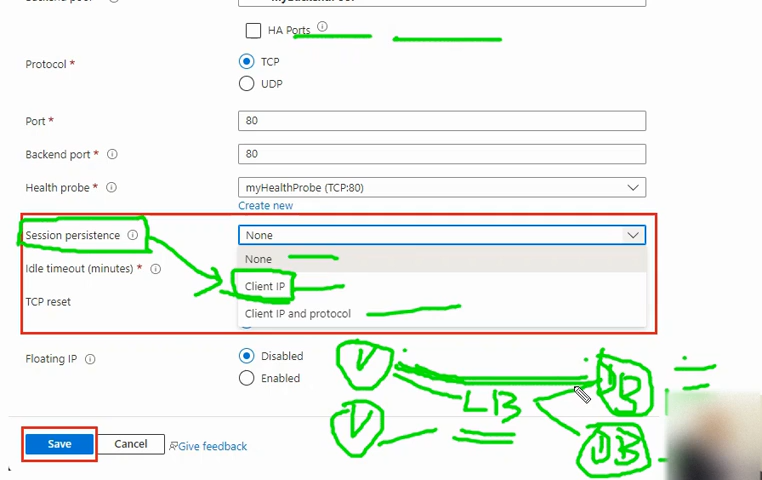 HA Ports
Protocol *
TCP
UDP
Port *
80
Backend port *
80
Health probe *
myHealthProbe (TCP:80)
Create new
Session persistence
None
None
Idle timeout (minutes) *
Client IP
TCP reset
Client IP and protocol
Floating IP
Disabled
Enabled
V
DB
LB
V
DB
Save
Cancel
Give feedback